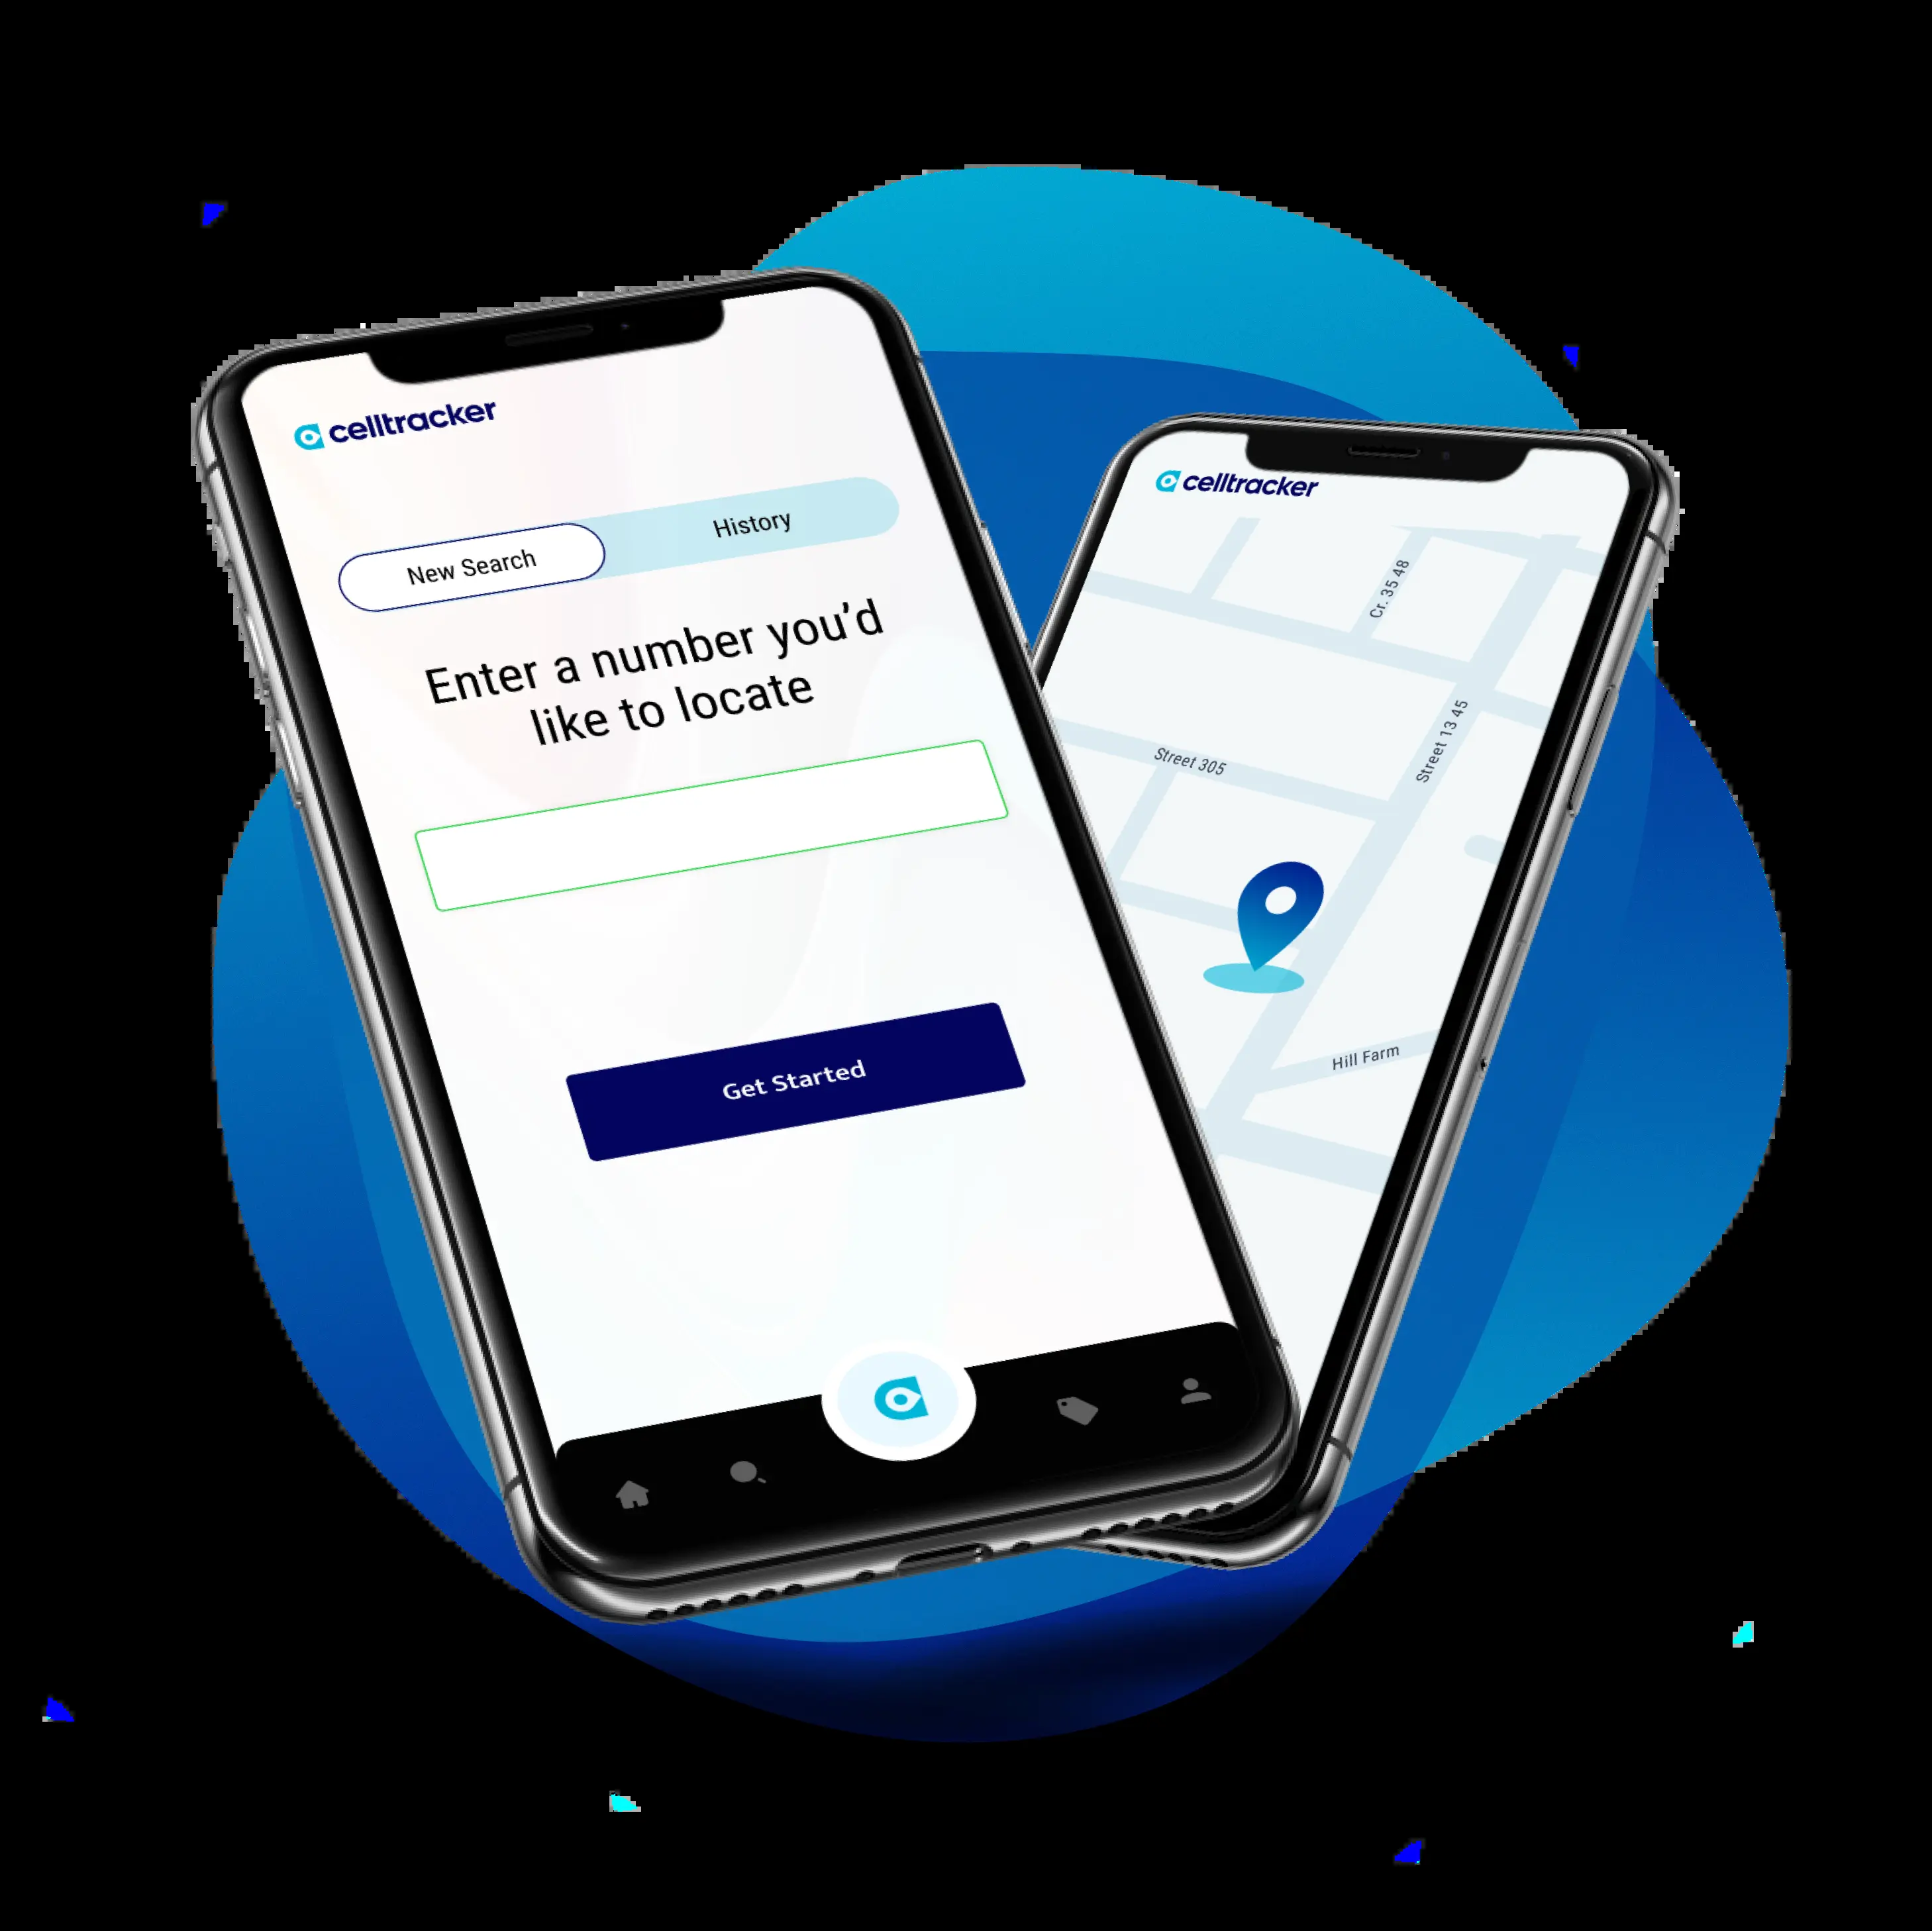 celltracker
New Search
History
Enter a number you’d
like to locate
Get Started
celltracker
Cr. 35 48
Street 13 45
Street 305
Hill Farm